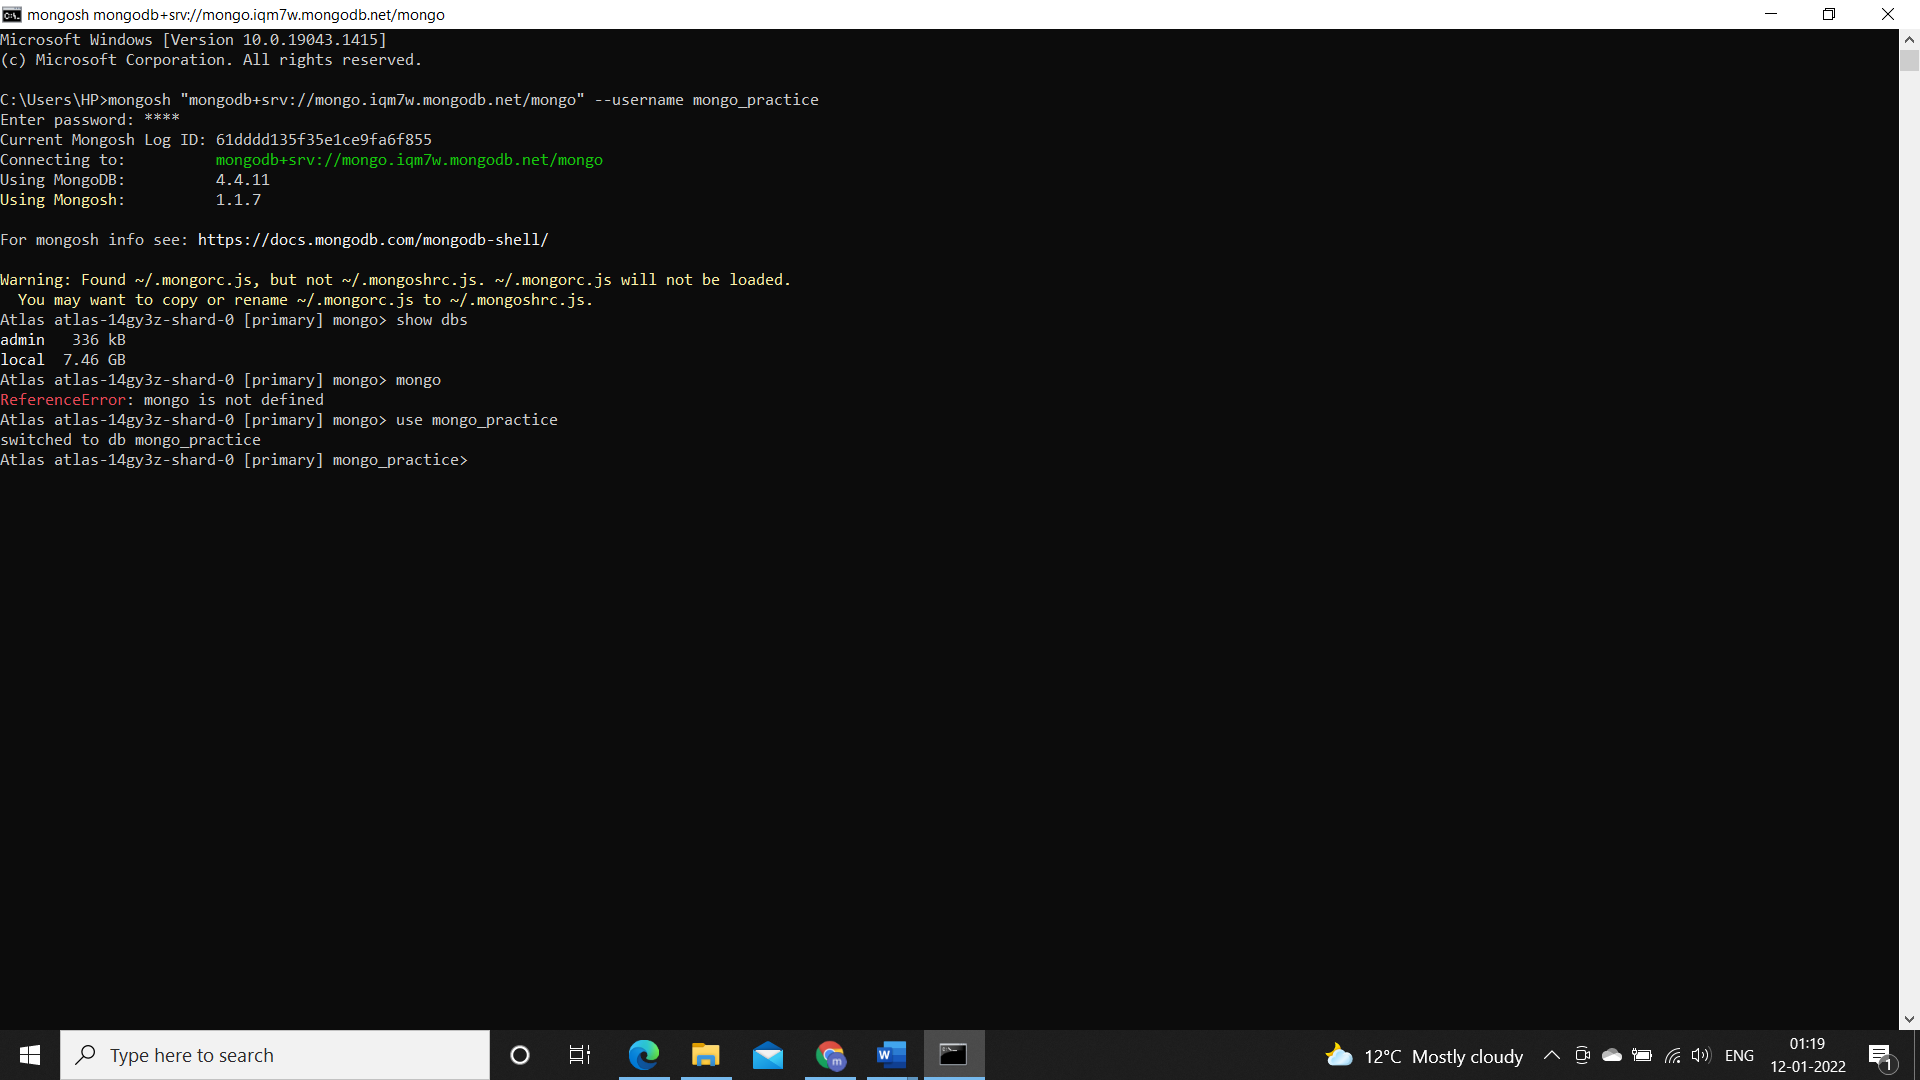 mongosh mongodb+srv://mongo.iqm7w.mongodb.net/mongo
Microsoft Windows [Version 10.0.19043.1415]
(c) Microsoft Corporation. All rights reserved.
C:\Users\HP>mongosh "mongodb+srv://mongo.iqm7w.mongodb.net/mongo" --username mongo_practice
Enter password: ****
Current Mongosh Log ID: 61dddd135f35e1ce9fa6f855
Connecting to: mongodb+srv://mongo.iqm7w.mongodb.net/mongo
Using MongoDB: 4.4.11
Using Mongosh: 1.1.7
For mongosh info see: https://docs.mongodb.com/mongodb-shell/
Warning: Found ~/.mongorc.js, but not ~/.mongoshrc.js. ~/.mongorc.js will not be loaded.
You may want to copy or rename ~/.mongorc.js to ~/.mongoshrc.js.
Atlas atlas-14gy3z-shard-0 [primary] mongo> show dbs
admin 336 kB
local 7.46 GB
Atlas atlas-14gy3z-shard-0 [primary] mongo> mongo
ReferenceError: mongo is not defined
Atlas atlas-14gy3z-shard-0 [primary] mongo> use mongo_practice
switched to db mongo_practice
Atlas atlas-14gy3z-shard-0 [primary] mongo_practice>
Type here to search
12°C Mostly cloudy
ENG
01:19
12-01-2022
1